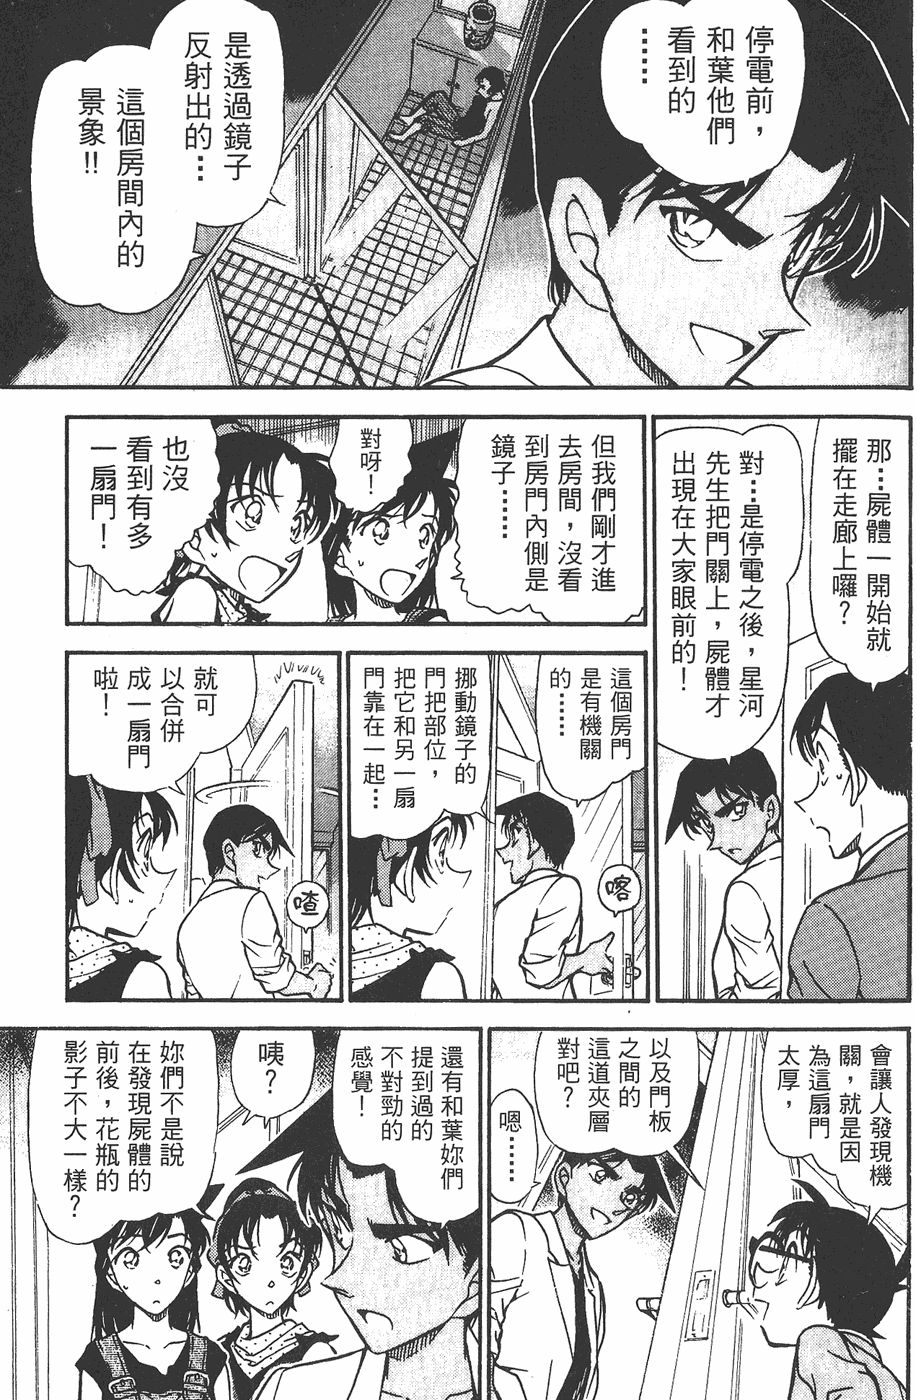 停電前，
和葉他們
看到的
……
是透過鏡子
反射出的…
這個房間內的
景象!!
那…屍體一開始就
擺在走廊上囉？
對…是停電之後，星河
先生把門關上，屍體才
出現在大家眼前的！
但我們剛才進
去房間，沒看
到房門內側是
鏡子……
對呀！
也沒
看到有多
一扇門！
這個房門
是有機關
的……
喀
挪動鏡子的
門把部位，
把它和另一扇
門靠在一起…
喳
就可
以合併
成一扇門
啦！
會讓人發現機
關，就是因
為這扇門
太厚，
以及門板
之間的
這道夾層
對吧？
嗯……
還有和葉妳們
提到過的
不對勁的
感覺！
咦？
妳們不是說
在發現屍體的
前後，花瓶的
影子不大一樣？